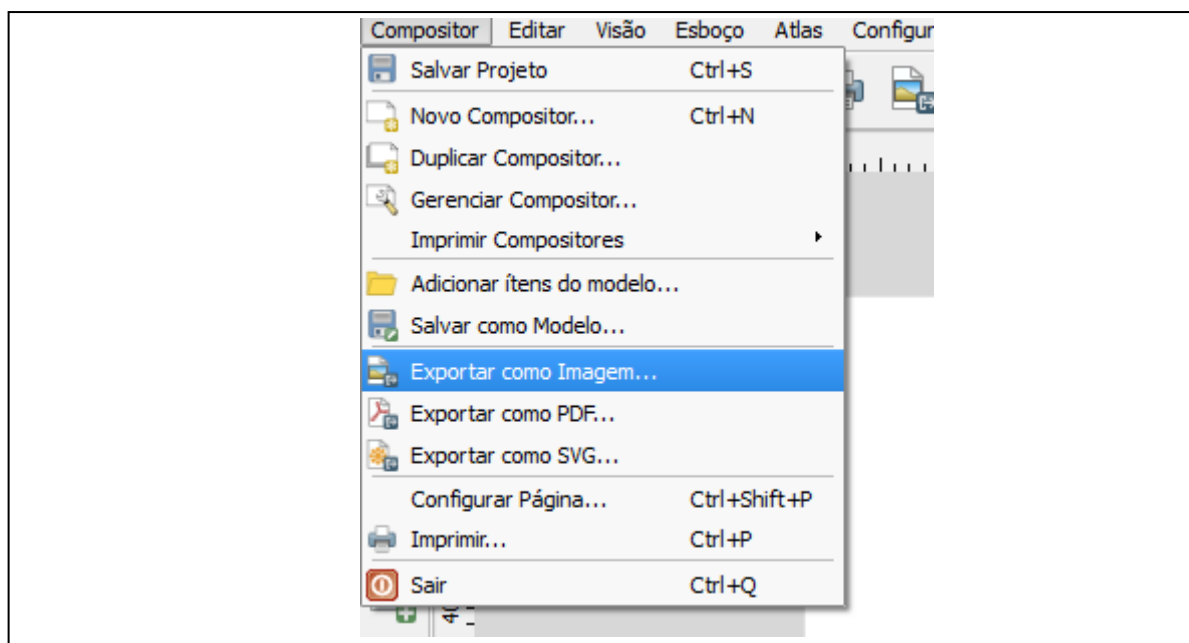 Compositor Editar Visão Esboço Atlas Configur
Salvar Projeto Ctrl+S
Novo Compositor... Ctrl+N
Duplicar Compositor...
Gerenciar Compositor...
Imprimir Compositores
Adicionar ítens do modelo...
Salvar como Modelo...
Exportar como Imagem...
Exportar como PDF...
Exportar como SVG...
Configurar Página... Ctrl+Shift+P
Imprimir... Ctrl+P
Sair Ctrl+Q